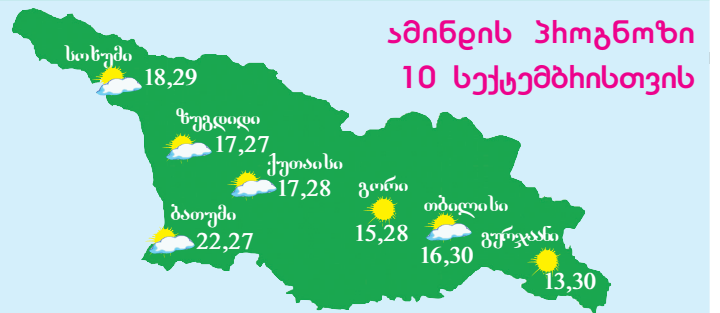 ამინდის პროგნოზი
10 სექტემბრისთვის
სოხუმი
18,29
ზუგდიდი
17,27
ქუთაისი
17,28
გორი
15,28
თბილისი
16,30
ბათუმი
22,27
გურჯაანი
13,30